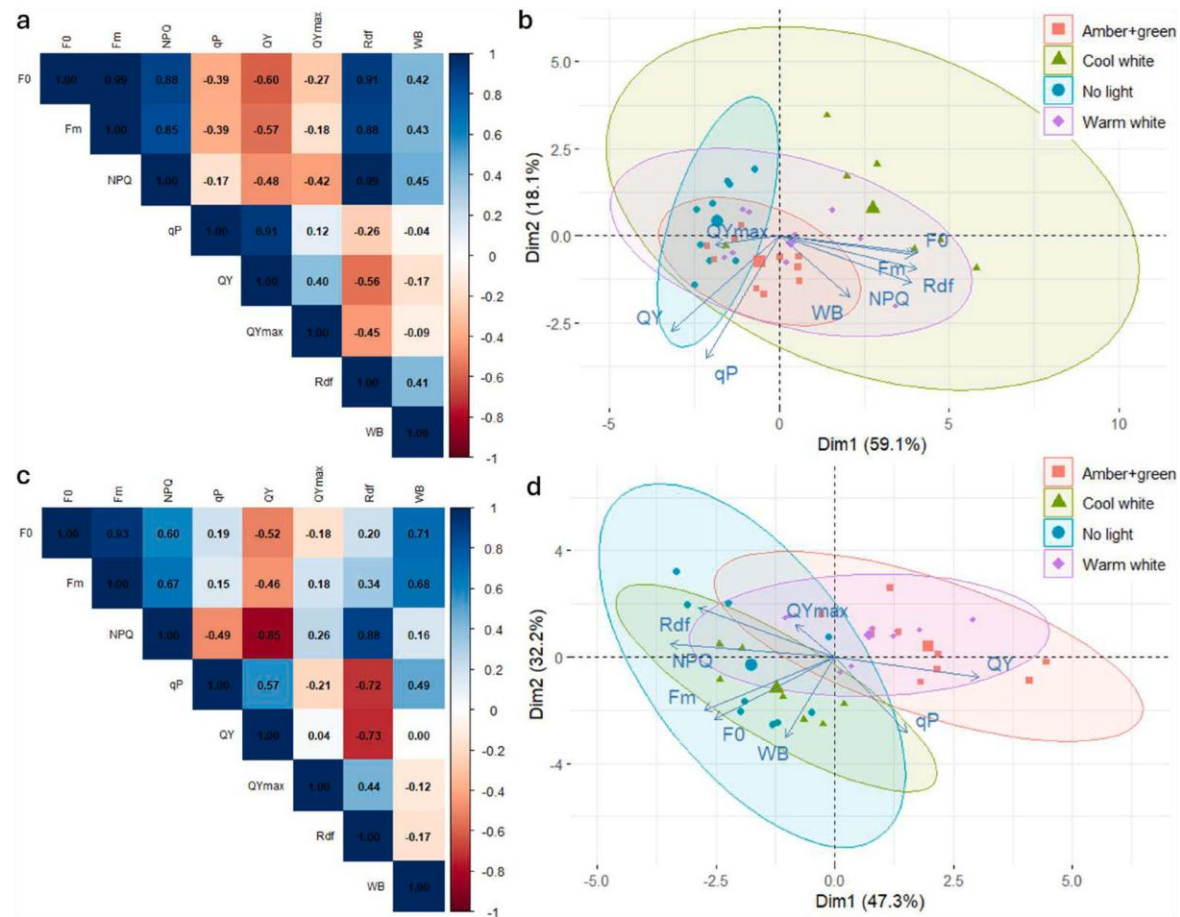 a
F0 Fm NPQ qP QY QYmax Rdf WB
F0 1.00 0.99 0.88 -0.39 -0.60 -0.27 0.91 0.42
Fm 1.00 0.85 -0.39 -0.57 -0.18 0.88 0.43
NPQ 1.00 -0.17 -0.48 -0.42 0.99 0.45
qP 1.00 0.91 0.12 -0.26 -0.04
QY 1.00 0.40 -0.56 -0.17
QYmax 1.00 -0.45 -0.09
Rdf 1.00 0.41
WB 1.00
1
0.8
0.6
0.4
0.2
0
-0.2
-0.4
-0.6
-0.8
-1
b
Amber+green
Cool white
No light
Warm white
5.0
2.5
0.0
-2.5
Dim2 (18.1%)
QYmax
F0
Fm
Rdf
NPQ
WB
QY
qP
-5 0 5 10
Dim1 (59.1%)
c
F0 Fm NPQ qP QY QYmax Rdf WB
F0 1.00 0.93 0.60 0.19 -0.52 -0.18 0.20 0.71
Fm 1.00 0.67 0.15 -0.46 0.18 0.34 0.68
NPQ 1.00 -0.49 -0.85 0.26 0.88 0.16
qP 1.00 0.57 -0.21 -0.72 0.49
QY 1.00 0.04 -0.73 0.00
QYmax 1.00 0.44 -0.12
Rdf 1.00 -0.17
WB 1.00
1
0.8
0.6
0.4
0.2
0
-0.2
-0.4
-0.6
-0.8
-1
d
Amber+green
Cool white
No light
Warm white
4
0
-4
Dim2 (32.2%)
QYmax
Rdf
NPQ
QY
Fm
F0
qP
WB
-5.0 -2.5 0.0 2.5 5.0
Dim1 (47.3%)